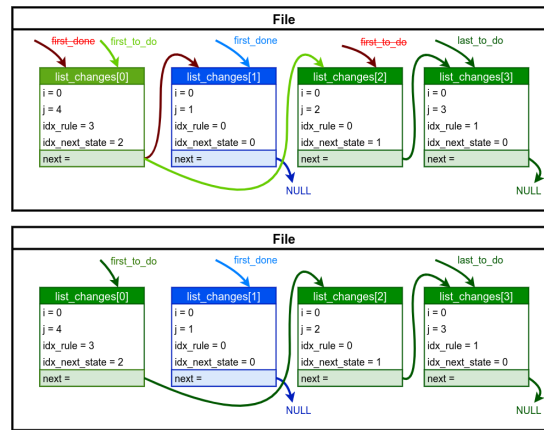 File
first_done first_to_do first_done first_to_do last_to_do
list_changes[0] list_changes[1] list_changes[2] list_changes[3]
i = 0 i = 0 i = 0 i = 0
j = 4 j = 1 j = 2 j = 3
idx_rule = 3 idx_rule = 0 idx_rule = 0 idx_rule = 1
idx_next_state = 2 idx_next_state = 0 idx_next_state = 1 idx_next_state = 0
next = next = next = next =
NULL NULL
File
first_to_do first_done last_to_do
list_changes[0] list_changes[1] list_changes[2] list_changes[3]
i = 0 i = 0 i = 0 i = 0
j = 4 j = 1 j = 2 j = 3
idx_rule = 3 idx_rule = 0 idx_rule = 0 idx_rule = 1
idx_next_state = 2 idx_next_state = 0 idx_next_state = 1 idx_next_state = 0
next = next = next = next =
NULL NULL